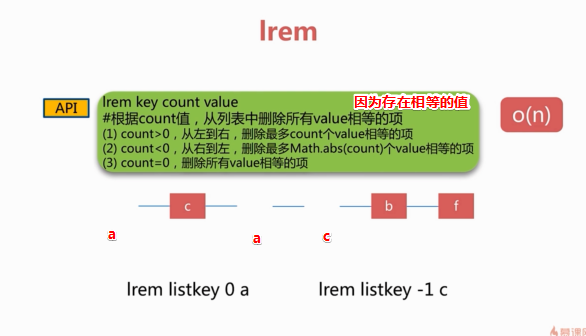 lrem
API
lrem key count value
因为存在相等的值
#根据count值，从列表中删除所有value相等的项
(1) count>0，从左到右，删除最多count个value相等的项
(2) count<0，从右到左，删除最多Math.abs(count)个value相等的项
(3) count=0，删除所有value相等的项
o(n)
c
b
f
a
a
c
lrem listkey 0 a
lrem listkey -1 c